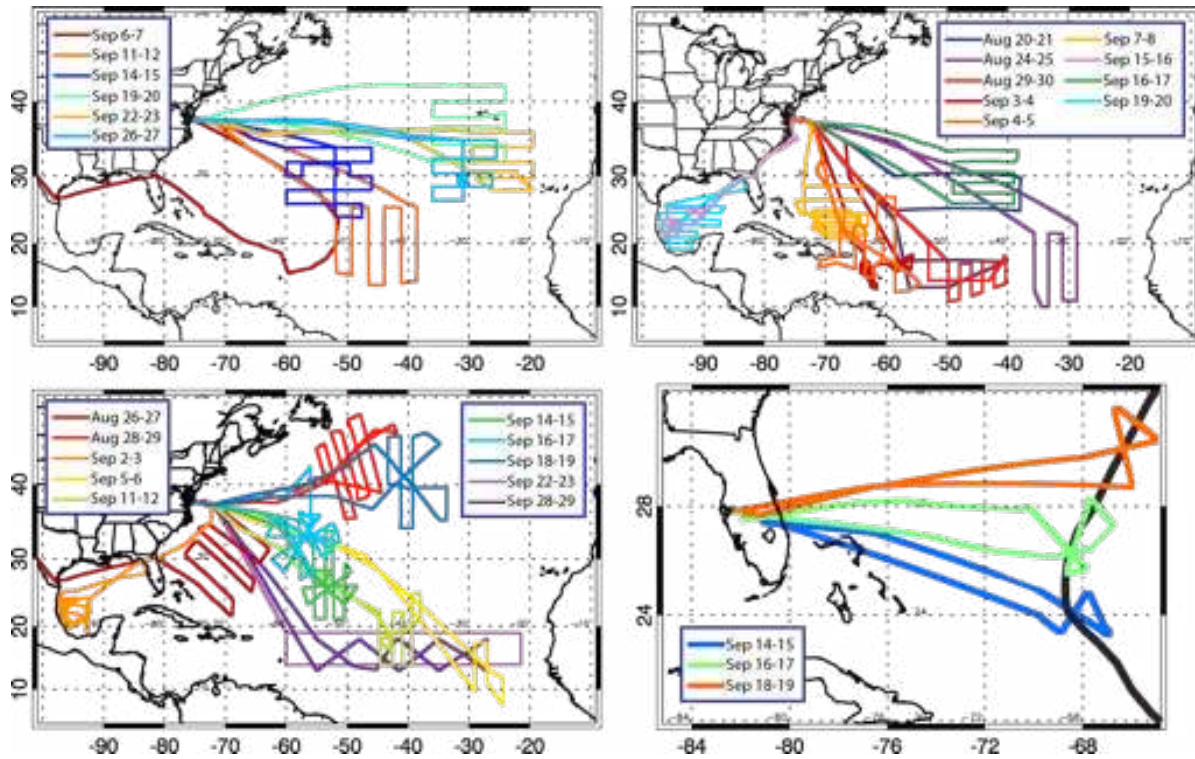 Sep 6-7
Sep 11-12
Sep 14-15
Sep 19-20
Sep 22-23
Sep 26-27
40
30
20
10
-90 -80 -70 -60 -50 -40 -30 -20
Aug 20-21
Aug 24-25
Aug 29-30
Sep 3-4
Sep 4-5
Sep 7-8
Sep 15-16
Sep 16-17
Sep 19-20
40
30
20
10
-90 -80 -70 -60 -50 -40 -30 -20
Aug 26-27
Aug 28-29
Sep 2-3
Sep 5-6
Sep 11-12
Sep 14-15
Sep 16-17
Sep 18-19
Sep 22-23
Sep 28-29
40
30
20
10
-90 -80 -70 -60 -50 -40 -30 -20
28
24
Sep 14-15
Sep 16-17
Sep 18-19
-84 -80 -76 -72 -68